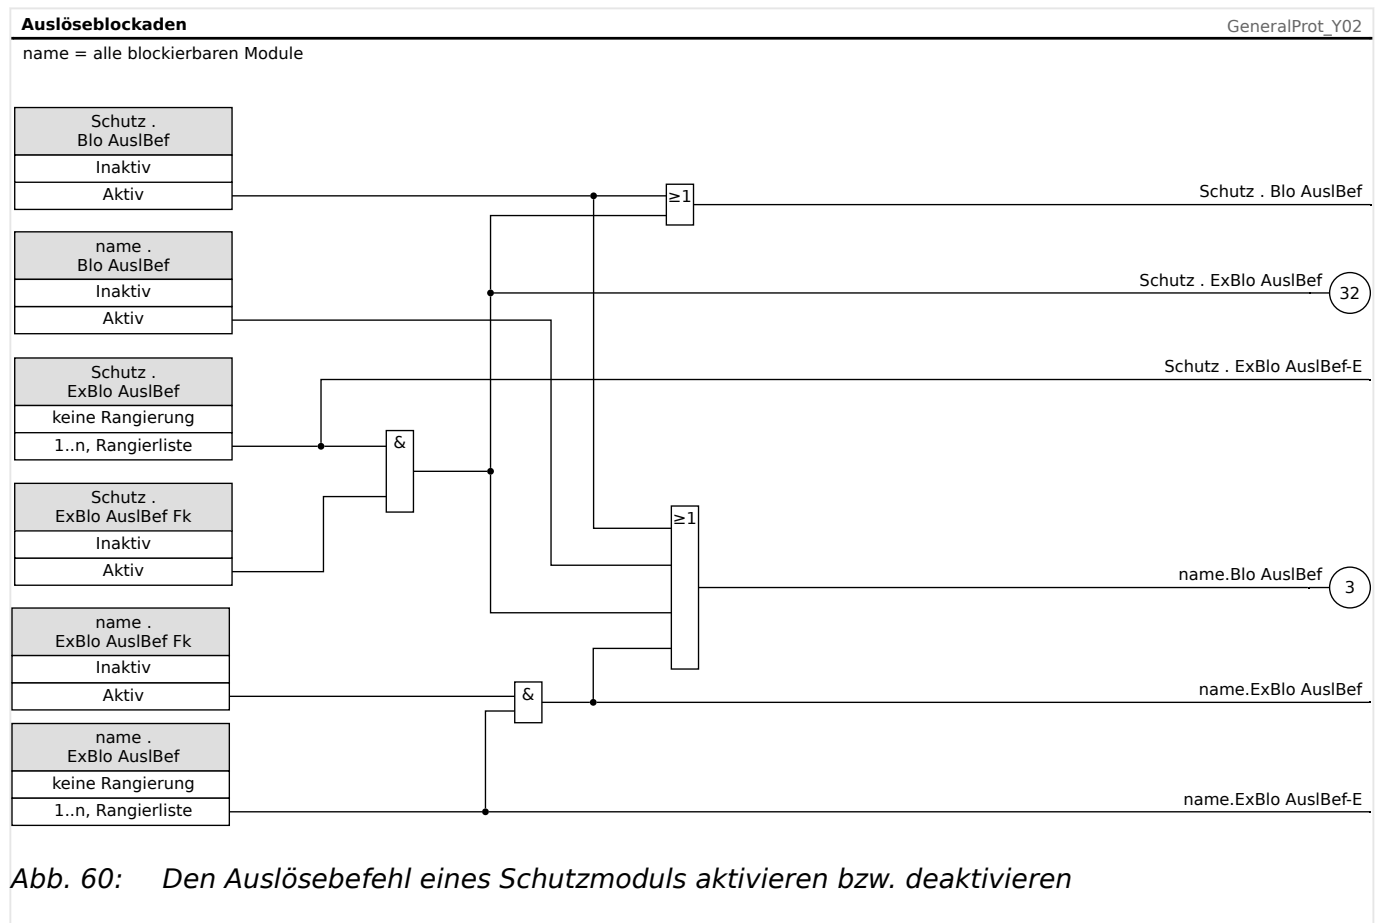 Auslöseblockaden
GeneralProt_Y02
name = alle blockierbaren Module
Schutz .
Blo AuslBef
Inaktiv
Aktiv
≥1
Schutz . Blo AuslBef
name .
Blo AuslBef
Inaktiv
Aktiv
Schutz . ExBlo AuslBef
32
Schutz .
ExBlo AuslBef
keine Rangierung
1..n, Rangierliste
&
Schutz . ExBlo AuslBef-E
Schutz .
ExBlo AuslBef Fk
Inaktiv
Aktiv
≥1
name.Blo AuslBef
3
name .
ExBlo AuslBef Fk
Inaktiv
Aktiv
&
name.ExBlo AuslBef
name .
ExBlo AuslBef
keine Rangierung
1..n, Rangierliste
name.ExBlo AuslBef-E
Abb. 60: Den Auslösebefehl eines Schutzmoduls aktivieren bzw. deaktivieren